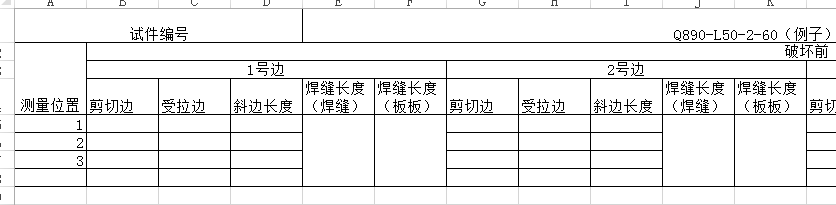 A B C D E F G H I J K
试件编号 Q890-L50-2-60（例子）
破坏前
1号边 2号边
测量位置 剪切边 受拉边 斜边长度 焊缝长度（焊缝） 焊缝长度（板板） 剪切边 受拉边 斜边长度 焊缝长度（焊缝） 焊缝长度（板板） 剪切
1
2
3